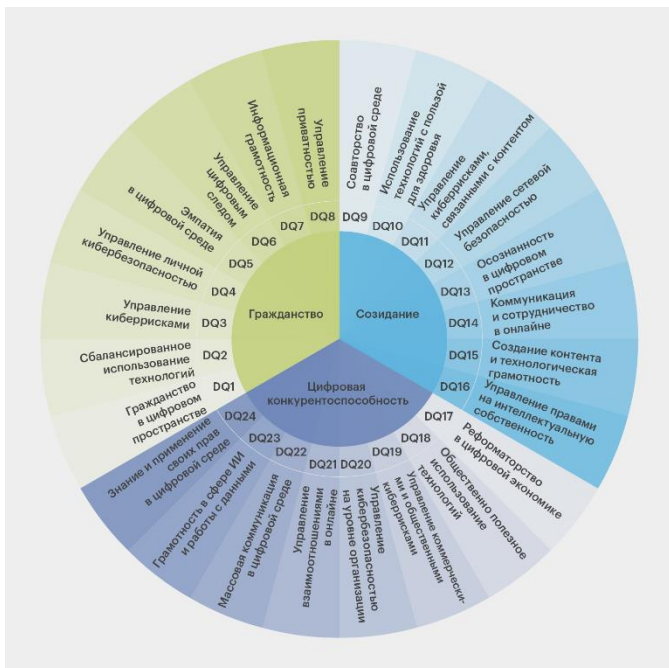 Гражданство
Созидание
Цифровая
конкурентоспособность
DQ1
Гражданство
в цифровом
пространстве
DQ2
Сбалансированное
использование
технологий
DQ3
Управление
киберрисками
DQ4
Управление личной
кибербезопасностью
DQ5
Эмпатия
в цифровой среде
DQ6
Управление
цифровым
следом
DQ7
Информационная
грамотность
DQ8
Управление
приватностью
DQ9
Соавторство
в цифровой среде
DQ10
Использование
технологий с пользой
для здоровья
DQ11
Управление
киберрисками,
связанными с контентом
DQ12
Управление сетевой
безопасностью
DQ13
Осознанность
в цифровом
пространстве
DQ14
Коммуникация
и сотрудничество
в онлайне
DQ15
Создание контента
и технологическая
грамотность
DQ16
Управление правами
на интеллектуальную
собственность
DQ17
Реформаторство
в цифровой экономике
DQ18
Общественно полезное
использование
технологий
DQ19
Управление коммерчески-
ми и общественными
киберрисками
DQ20
Управление
кибербезопасностью
на уровне организации
DQ21
Управление
взаимоотношениями
в онлайне
DQ22
Массовая коммуникация
в цифровой среде
DQ23
Грамотность в сфере ИИ
и работы с данными
DQ24
Знание и применение
своих прав
в цифровой среде